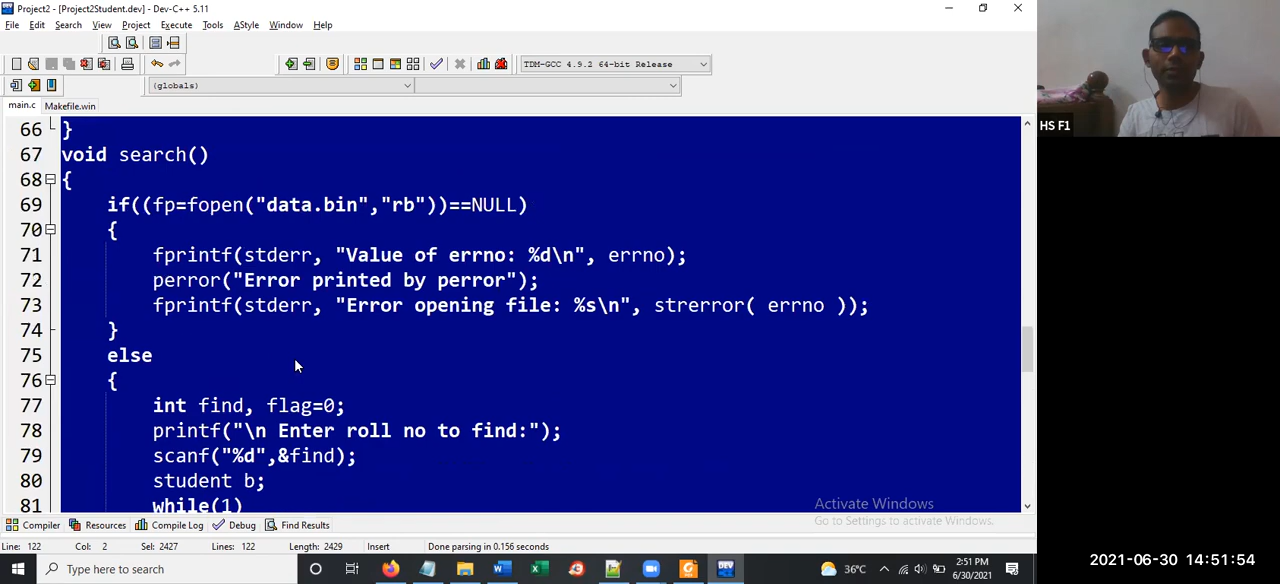 Project2 - [Project2Student.dev] - Dev-C++ 5.11
File Edit Search View Project Execute Tools AStyle Window Help
TDM-GCC 4.9.2 64-bit Release
(globals)
main.c Makefile.win
HS F1
66 }
67 void search()
68 {
69 if((fp=fopen("data.bin","rb"))==NULL)
70 {
71 fprintf(stderr, "Value of errno: %d\n", errno);
72 perror("Error printed by perror");
73 fprintf(stderr, "Error opening file: %s\n", strerror( errno ));
74 }
75 else
76 {
77 int find, flag=0;
78 printf("\n Enter roll no to find:");
79 scanf("%d",&find);
80 student b;
81 while(1)
Activate Windows
Go to Settings to activate Windows.
Compiler Resources Compile Log Debug Find Results
Line: 122 Col: 2 Sel: 2427 Lines: 122 Length: 2429 Insert Done parsing in 0.156 seconds
Type here to search
DEV
36°C
2:51 PM
6/30/2021
2021-06-30 14:51:54